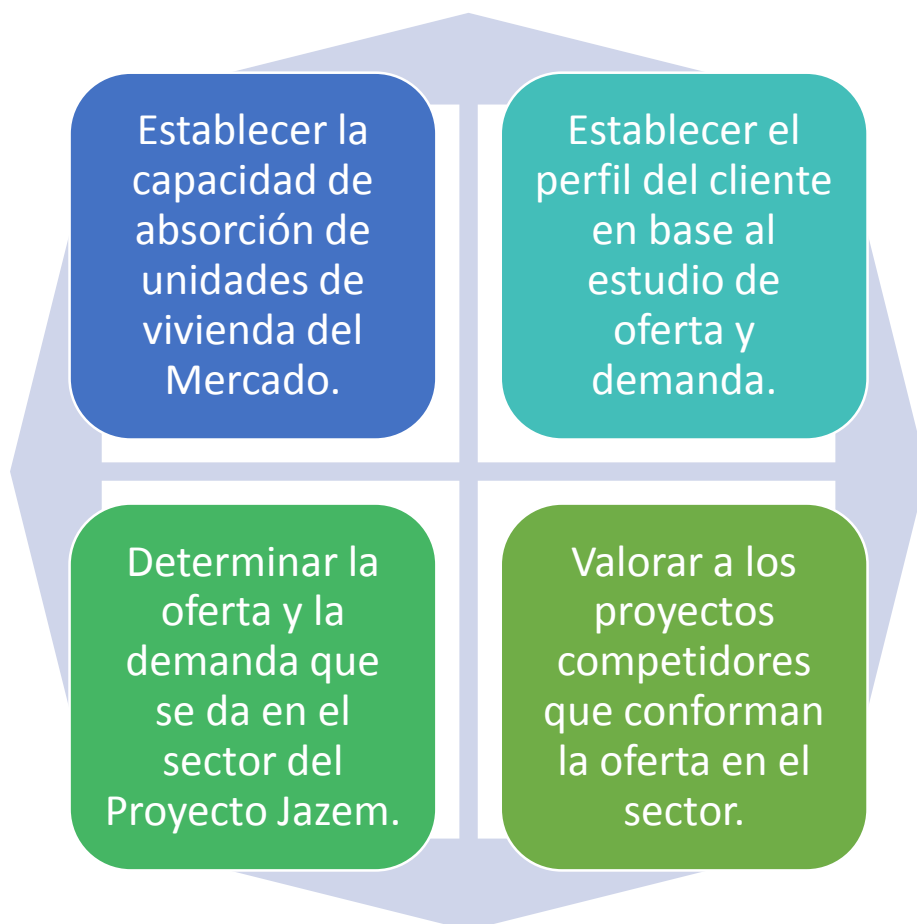 Establecer la
capacidad de
absorción de
unidades de
vivienda del
Mercado.
Establecer el
perfil del cliente
en base al
estudio de
oferta y
demanda.
Determinar la
oferta y la
demanda que
se da en el
sector del
Proyecto Jazem.
Valorar a los
proyectos
competidores
que conforman
la oferta en el
sector.